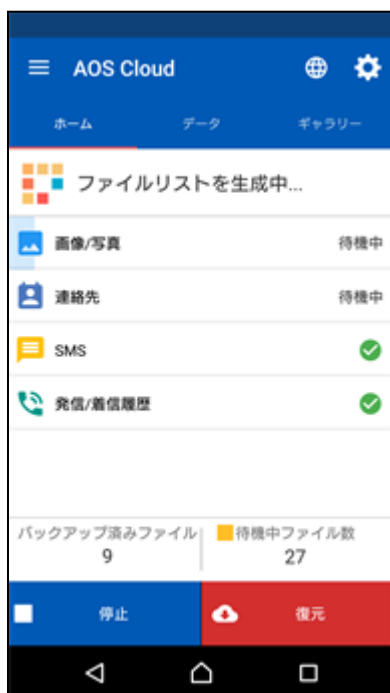 AOS Cloud
ホーム データ ギャラリー
ファイルリストを生成中...
画像/写真 待機中
連絡先 待機中
SMS
発信/着信履歴
バックアップ済みファイル 待機中ファイル数
9 27
停止 復元